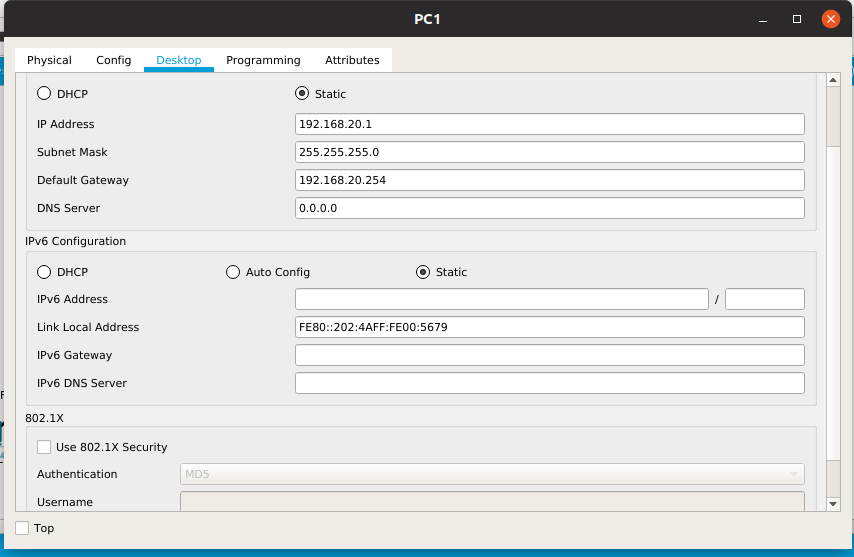 PC1
Physical Config Desktop Programming Attributes
DHCP Static
IP Address 192.168.20.1
Subnet Mask 255.255.255.0
Default Gateway 192.168.20.254
DNS Server 0.0.0.0
IPv6 Configuration
DHCP Auto Config Static
IPv6 Address /
Link Local Address FE80::202:4AFF:FE00:5679
IPv6 Gateway
IPv6 DNS Server
802.1X
Use 802.1X Security
Authentication MD5
Username
Top